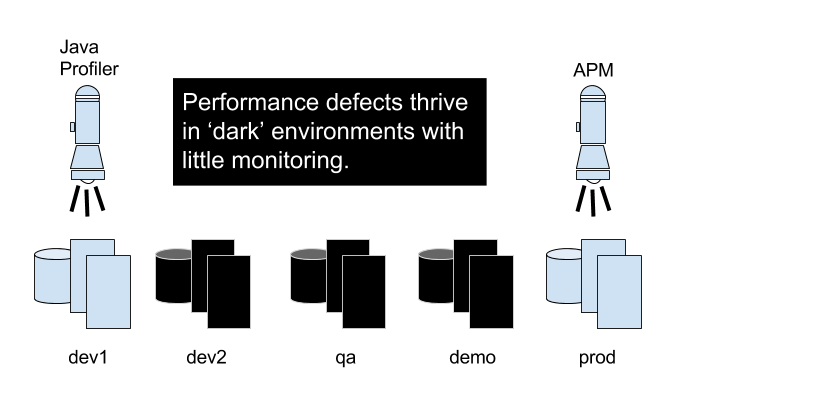 Java
Profiler
APM
Performance defects thrive
in ‘dark’ environments with
little monitoring.
dev1
dev2
qa
demo
prod